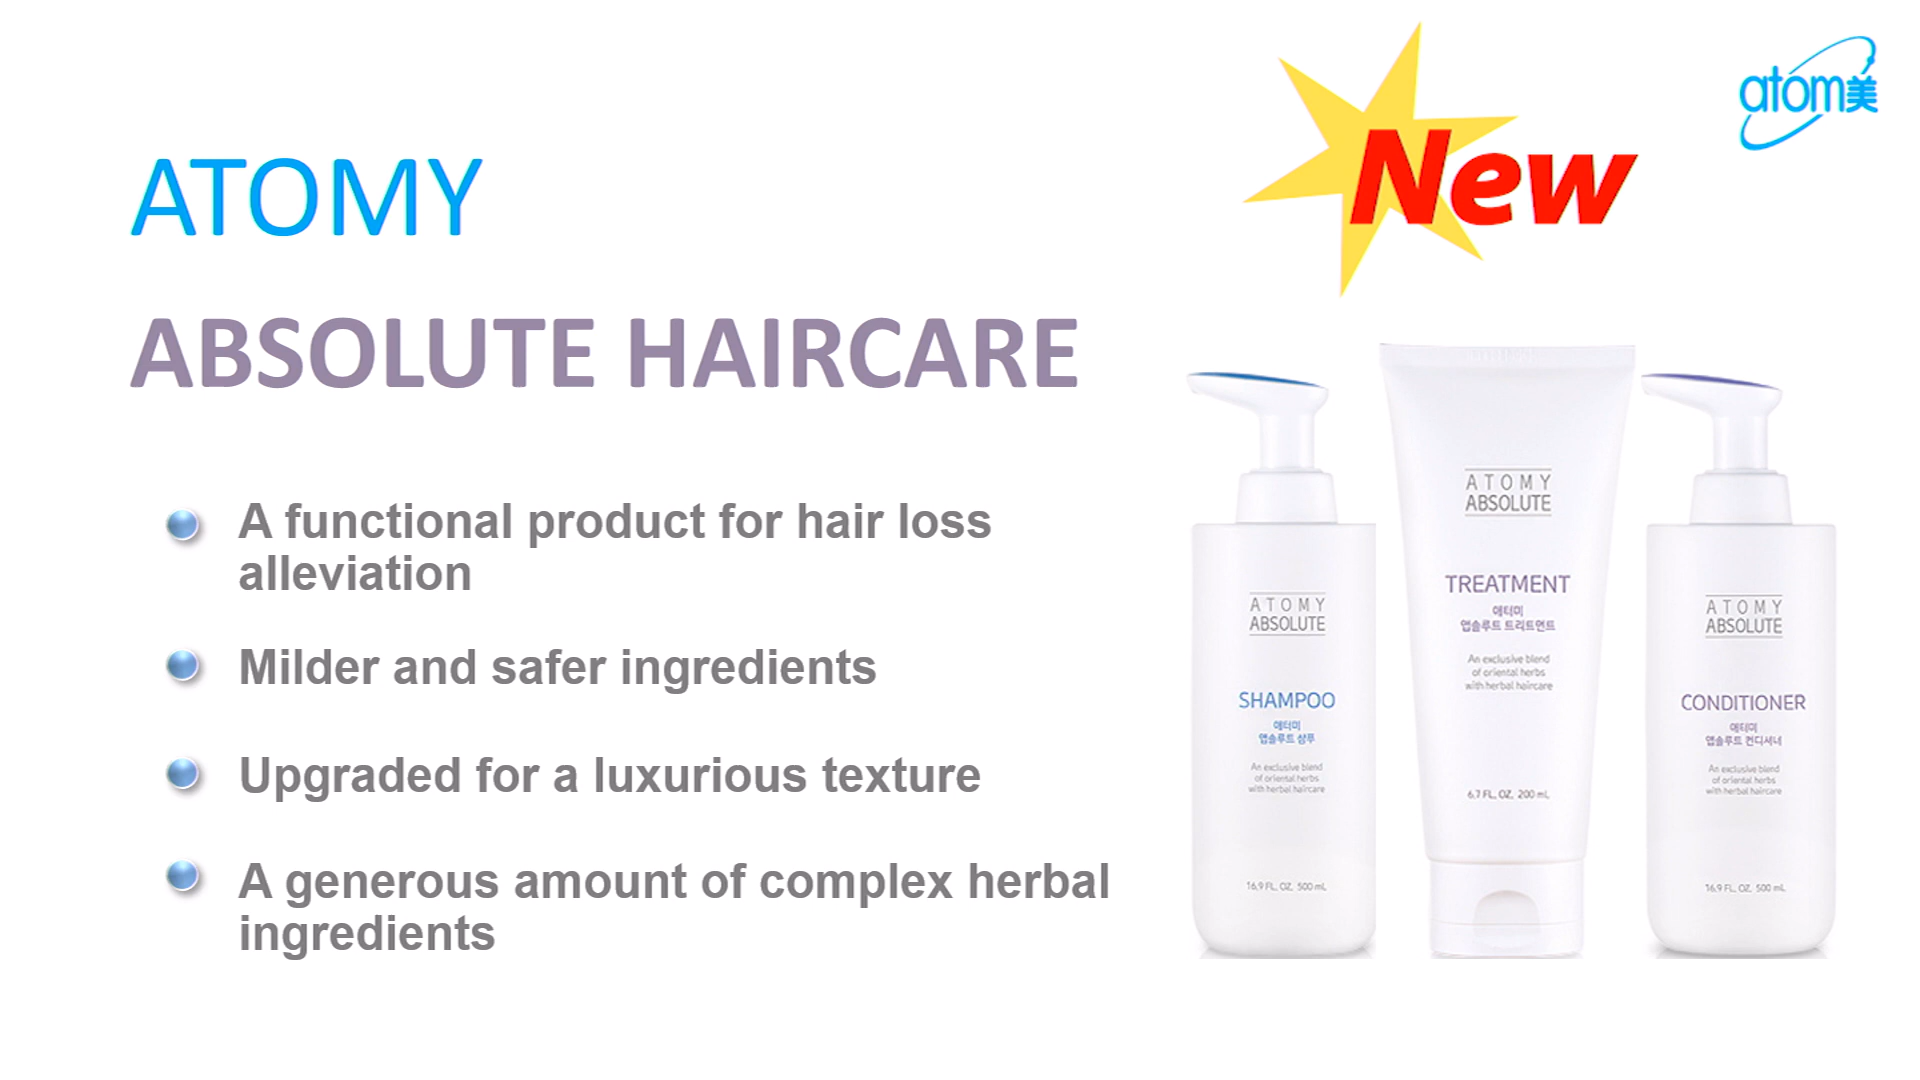 New
atom美
ATOMY
ABSOLUTE HAIRCARE
A functional product for hair loss
alleviation
Milder and safer ingredients
Upgraded for a luxurious texture
A generous amount of complex herbal
ingredients
ATOMY
ABSOLUTE
SHAMPOO
애터미
앱솔루트 샴푸
An exclusive blend
of oriental herbs
with herbal haircare
16.9 FL. OZ. 500 mL
ATOMY
ABSOLUTE
TREATMENT
애터미
앱솔루트 트리트먼트
An exclusive blend
of oriental herbs
with herbal haircare
6.7 FL. OZ. 200 mL
ATOMY
ABSOLUTE
CONDITIONER
애터미
앱솔루트 컨디셔너
An exclusive blend
of oriental herbs
with herbal haircare
16.9 FL. OZ. 500 mL